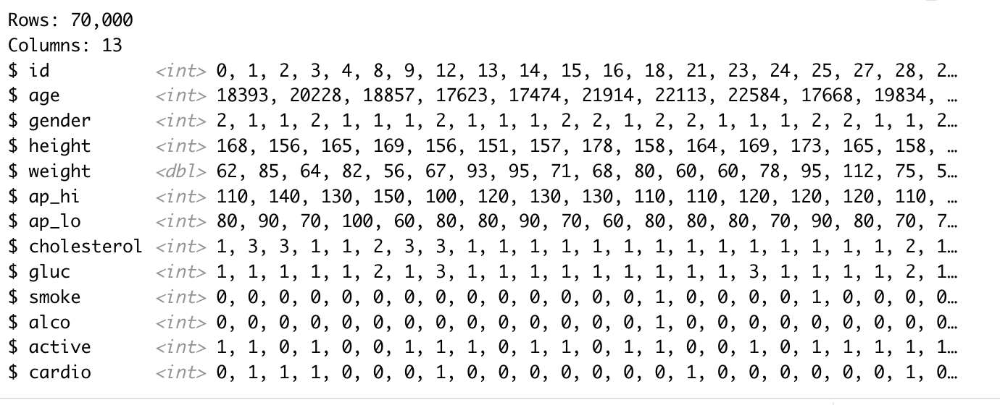 Rows: 70,000
Columns: 13
$ id <int> 0, 1, 2, 3, 4, 8, 9, 12, 13, 14, 15, 16, 18, 21, 23, 24, 25, 27, 28, 2…
$ age <int> 18393, 20228, 18857, 17623, 17474, 21914, 22113, 22584, 17668, 19834, …
$ gender <int> 2, 1, 1, 2, 1, 1, 1, 2, 1, 1, 1, 2, 2, 1, 2, 2, 1, 1, 1, 2, 2, 1, 1, 2…
$ height <int> 168, 156, 165, 169, 156, 151, 157, 178, 158, 164, 169, 173, 165, 158, …
$ weight <dbl> 62, 85, 64, 82, 56, 67, 93, 95, 71, 68, 80, 60, 60, 78, 95, 112, 75, 5…
$ ap_hi <int> 110, 140, 130, 150, 100, 120, 130, 130, 110, 110, 120, 120, 120, 110, …
$ ap_lo <int> 80, 90, 70, 100, 60, 80, 80, 90, 70, 60, 80, 80, 80, 70, 90, 80, 70, 7…
$ cholesterol <int> 1, 3, 3, 1, 1, 2, 3, 3, 1, 1, 1, 1, 1, 1, 1, 1, 1, 1, 1, 1, 1, 1, 2, 1…
$ gluc <int> 1, 1, 1, 1, 1, 2, 1, 3, 1, 1, 1, 1, 1, 1, 1, 1, 1, 3, 1, 1, 1, 1, 2, 1…
$ smoke <int> 0, 0, 0, 0, 0, 0, 0, 0, 0, 0, 0, 0, 0, 0, 1, 0, 0, 0, 0, 1, 0, 0, 0, 0…
$ alco <int> 0, 0, 0, 0, 0, 0, 0, 0, 0, 0, 0, 0, 0, 0, 1, 0, 0, 0, 0, 0, 0, 0, 0, 0…
$ active <int> 1, 1, 0, 1, 0, 0, 1, 1, 1, 0, 1, 1, 0, 1, 1, 0, 0, 1, 0, 1, 1, 1, 1, 1…
$ cardio <int> 0, 1, 1, 1, 0, 0, 0, 1, 0, 0, 0, 0, 0, 0, 0, 1, 0, 0, 0, 0, 0, 0, 1, 0…